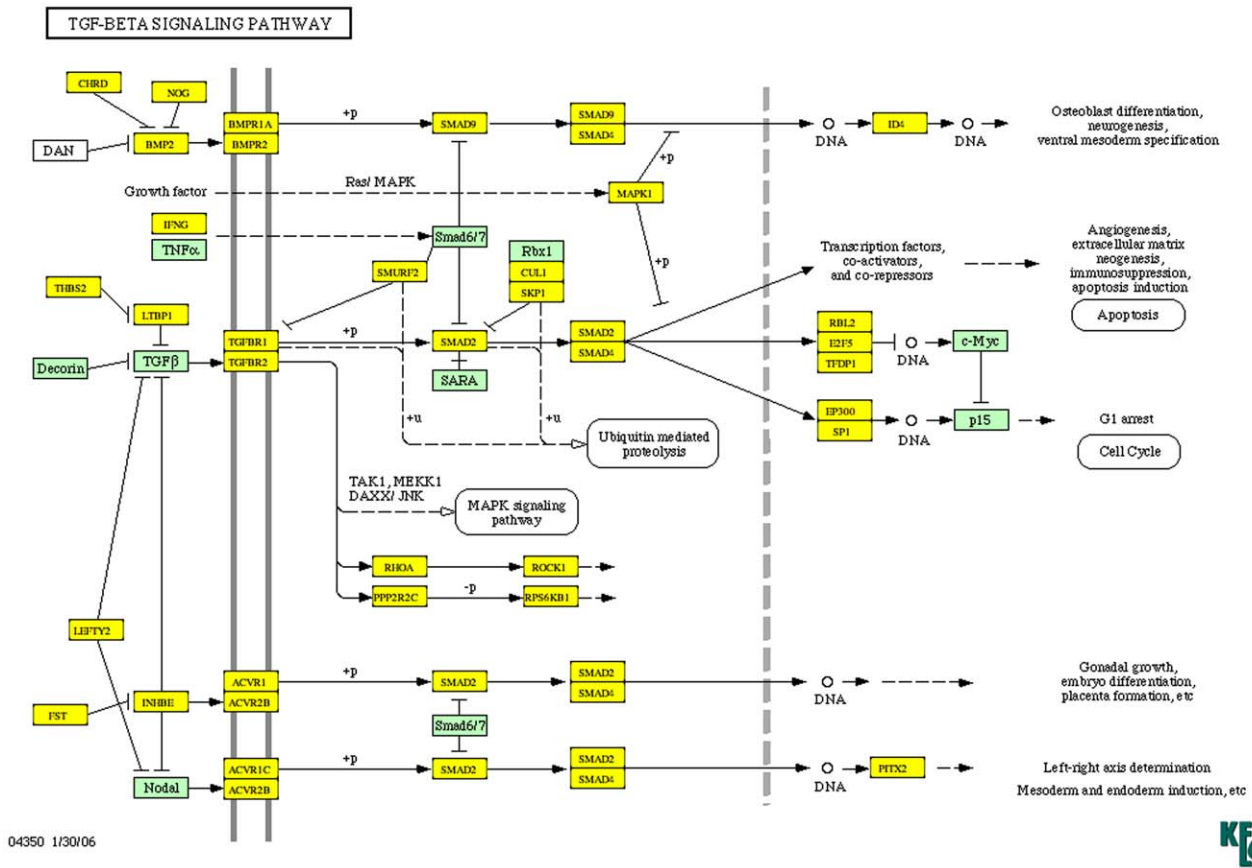 TGF-BETA SIGNALING PATHWAY
CHRD
NOG
DAN
BMP2
BMPR1A
BMPR2
+p
SMAD9
SMAD9
SMAD4
DNA
ID4
DNA
Osteoblast differentiation,
neurogenesis,
ventral mesoderm specification
+p
Growth factor
Ras/ MAPK
MAPK1
IFNG
TNFα
Smad6/7
Rbx1
CUL1
SKP1
SMURF2
+p
Transcription factors,
co-activators,
and co-repressors
Angiogenesis,
extracellular matrix
neogenesis,
immunosuppression,
apoptosis induction
Apoptosis
THBS2
LTBP1
Decorin
TGFβ
TGFBR1
TGFBR2
+p
SMAD2
SARA
SMAD2
SMAD4
RBL2
E2F5
TFDP1
DNA
c-Myc
EP300
SP1
DNA
p15
G1 arrest
Cell Cycle
+u
+u
Ubiquitin mediated
proteolysis
TAK1, MEKK1
DAXX/ JNK
MAPK signaling
pathway
RHOA
ROCK1
PPP2R2C
-p
RPS6KB1
LEFTY2
FST
INHBE
ACVR1
ACVR2B
+p
SMAD2
SMAD2
SMAD4
DNA
Gonadal growth,
embryo differentiation,
placenta formation, etc
Smad6/7
Nodal
ACVR1C
ACVR2B
+p
SMAD2
SMAD2
SMAD4
DNA
PITX2
Left-right axis determination
Mesoderm and endoderm induction, etc
04350 1/30/06